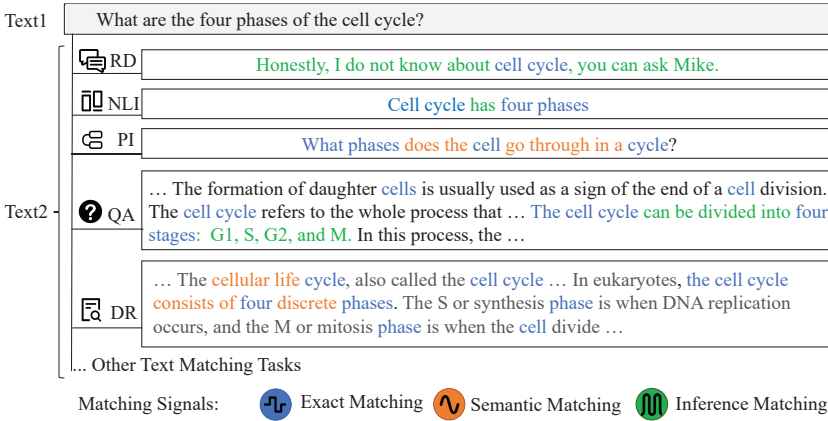 Text1
What are the four phases of the cell cycle?
Text2
RD
Honestly, I do not know about cell cycle, you can ask Mike.
NLI
Cell cycle has four phases
PI
What phases does the cell go through in a cycle?
QA
… The formation of daughter cells is usually used as a sign of the end of a cell division.
The cell cycle refers to the whole process that … The cell cycle can be divided into four
stages: G1, S, G2, and M. In this process, the …
DR
… The cellular life cycle, also called the cell cycle … In eukaryotes, the cell cycle
consists of four discrete phases. The S or synthesis phase is when DNA replication
occurs, and the M or mitosis phase is when the cell divide …
... Other Text Matching Tasks
Matching Signals: Exact Matching Semantic Matching Inference Matching